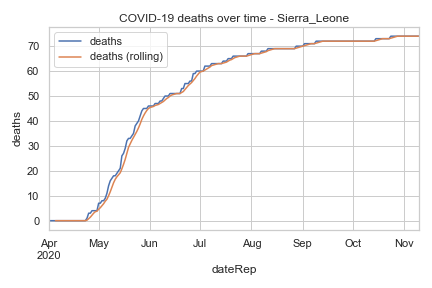 COVID-19 deaths over time - Sierra_Leone
deaths
deaths (rolling)
deaths
70
60
50
40
30
20
10
0
Apr May Jun Jul Aug Sep Oct Nov
2020
dateRep